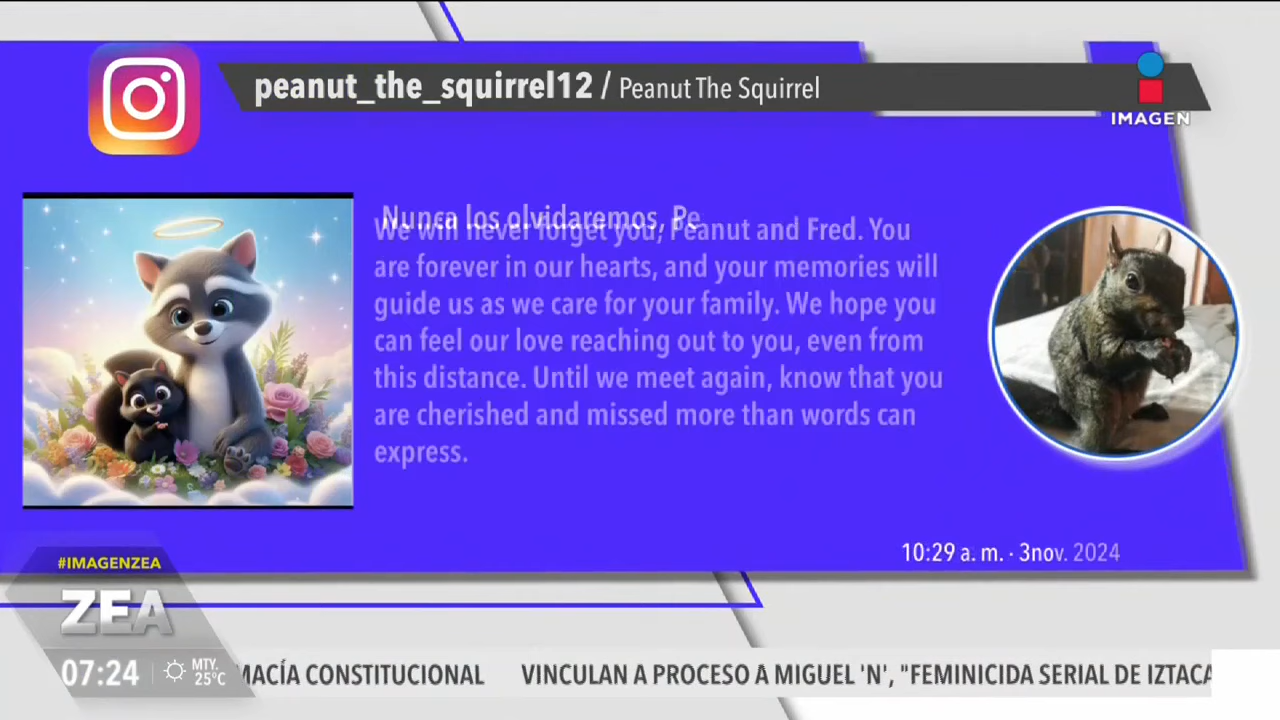 peanut_the_squirrel12 / Peanut The Squirrel
IMAGEN
Nunca los olvidaremos, Pe
We will never forget you, Peanut and Fred. You
are forever in our hearts, and your memories will
guide us as we care for your family. We hope you
can feel our love reaching out to you, even from
this distance. Until we meet again, know that you
are cherished and missed more than words can
express.
10:29 a. m. · 3nov. 2024
#IMAGENZEA
ZEA
07:24
MTY.
25°C
MACÍA CONSTITUCIONAL VINCULAN A PROCESO A MIGUEL 'N', "FEMINICIDA SERIAL DE IZTACA